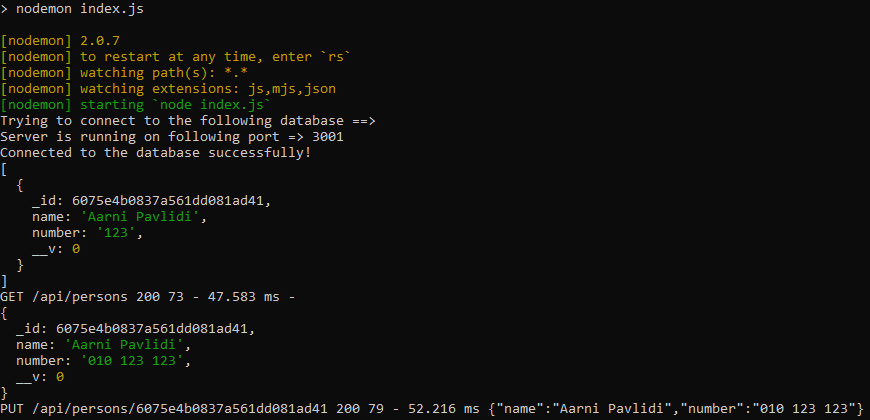 > nodemon index.js
[nodemon] 2.0.7
[nodemon] to restart at any time, enter `rs`
[nodemon] watching path(s): *.*
[nodemon] watching extensions: js,mjs,json
[nodemon] starting `node index.js`
Trying to connect to the following database ==>
Server is running on following port => 3001
Connected to the database successfully!
[
  {
    _id: 6075e4b0837a561dd081ad41,
    name: 'Aarni Pavlidi',
    number: '123',
    __v: 0
  }
]
GET /api/persons 200 73 - 47.583 ms -
{
  _id: 6075e4b0837a561dd081ad41,
  name: 'Aarni Pavlidi',
  number: '010 123 123',
  __v: 0
}
PUT /api/persons/6075e4b0837a561dd081ad41 200 79 - 52.216 ms {"name":"Aarni Pavlidi","number":"010 123 123"}